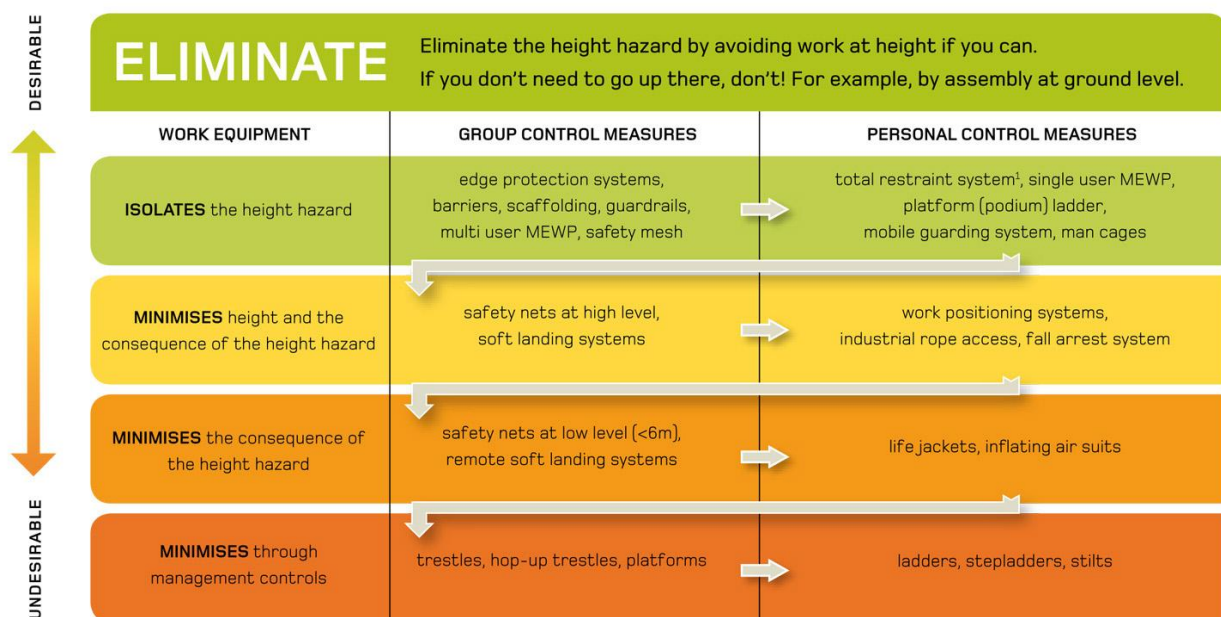 DESIRABLE
ELIMINATE
Eliminate the height hazard by avoiding work at height if you can.
If you don't need to go up there, don't! For example, by assembly at ground level.
WORK EQUIPMENT
GROUP CONTROL MEASURES
PERSONAL CONTROL MEASURES
ISOLATES the height hazard
edge protection systems,
barriers, scaffolding, guardrails,
multi user MEWP, safety mesh
total restraint system¹, single user MEWP,
platform (podium) ladder,
mobile guarding system, man cages
MINIMISES height and the
consequence of the height hazard
safety nets at high level,
soft landing systems
work positioning systems,
industrial rope access, fall arrest system
MINIMISES the consequence of
the height hazard
safety nets at low level (<6m),
remote soft landing systems
life jackets, inflating air suits
MINIMISES through
management controls
trestles, hop-up trestles, platforms
ladders, stepladders, stilts
UNDESIRABLE